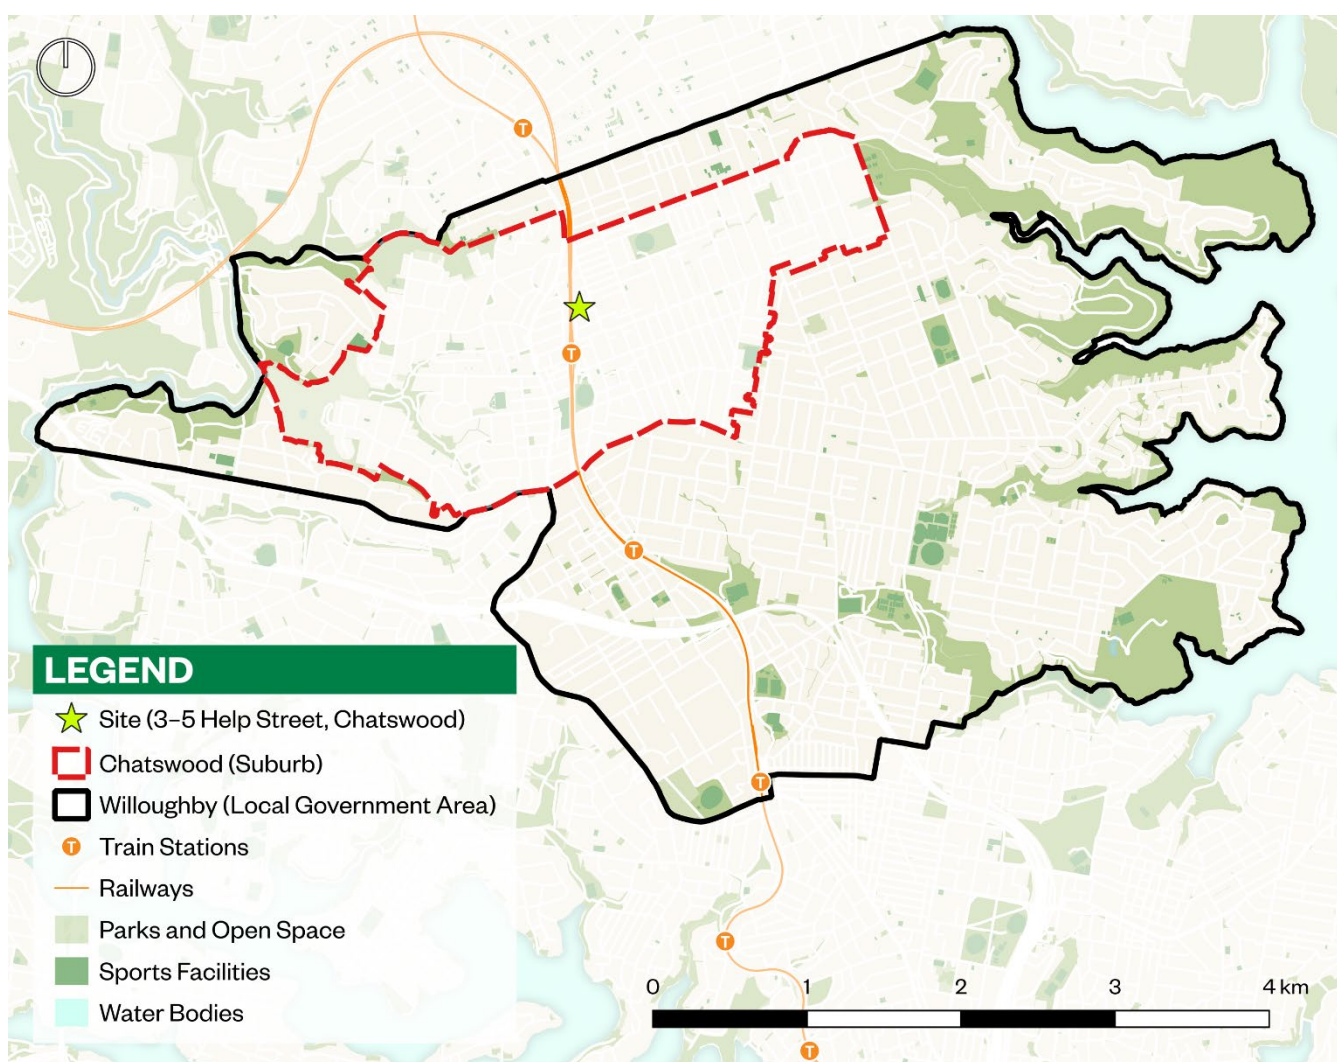 T
T
T
T
T
T
LEGEND
Site (3–5 Help Street, Chatswood)
Chatswood (Suburb)
Willoughby (Local Government Area)
T Train Stations
Railways
Parks and Open Space
Sports Facilities
Water Bodies
0 1 2 3 4 km